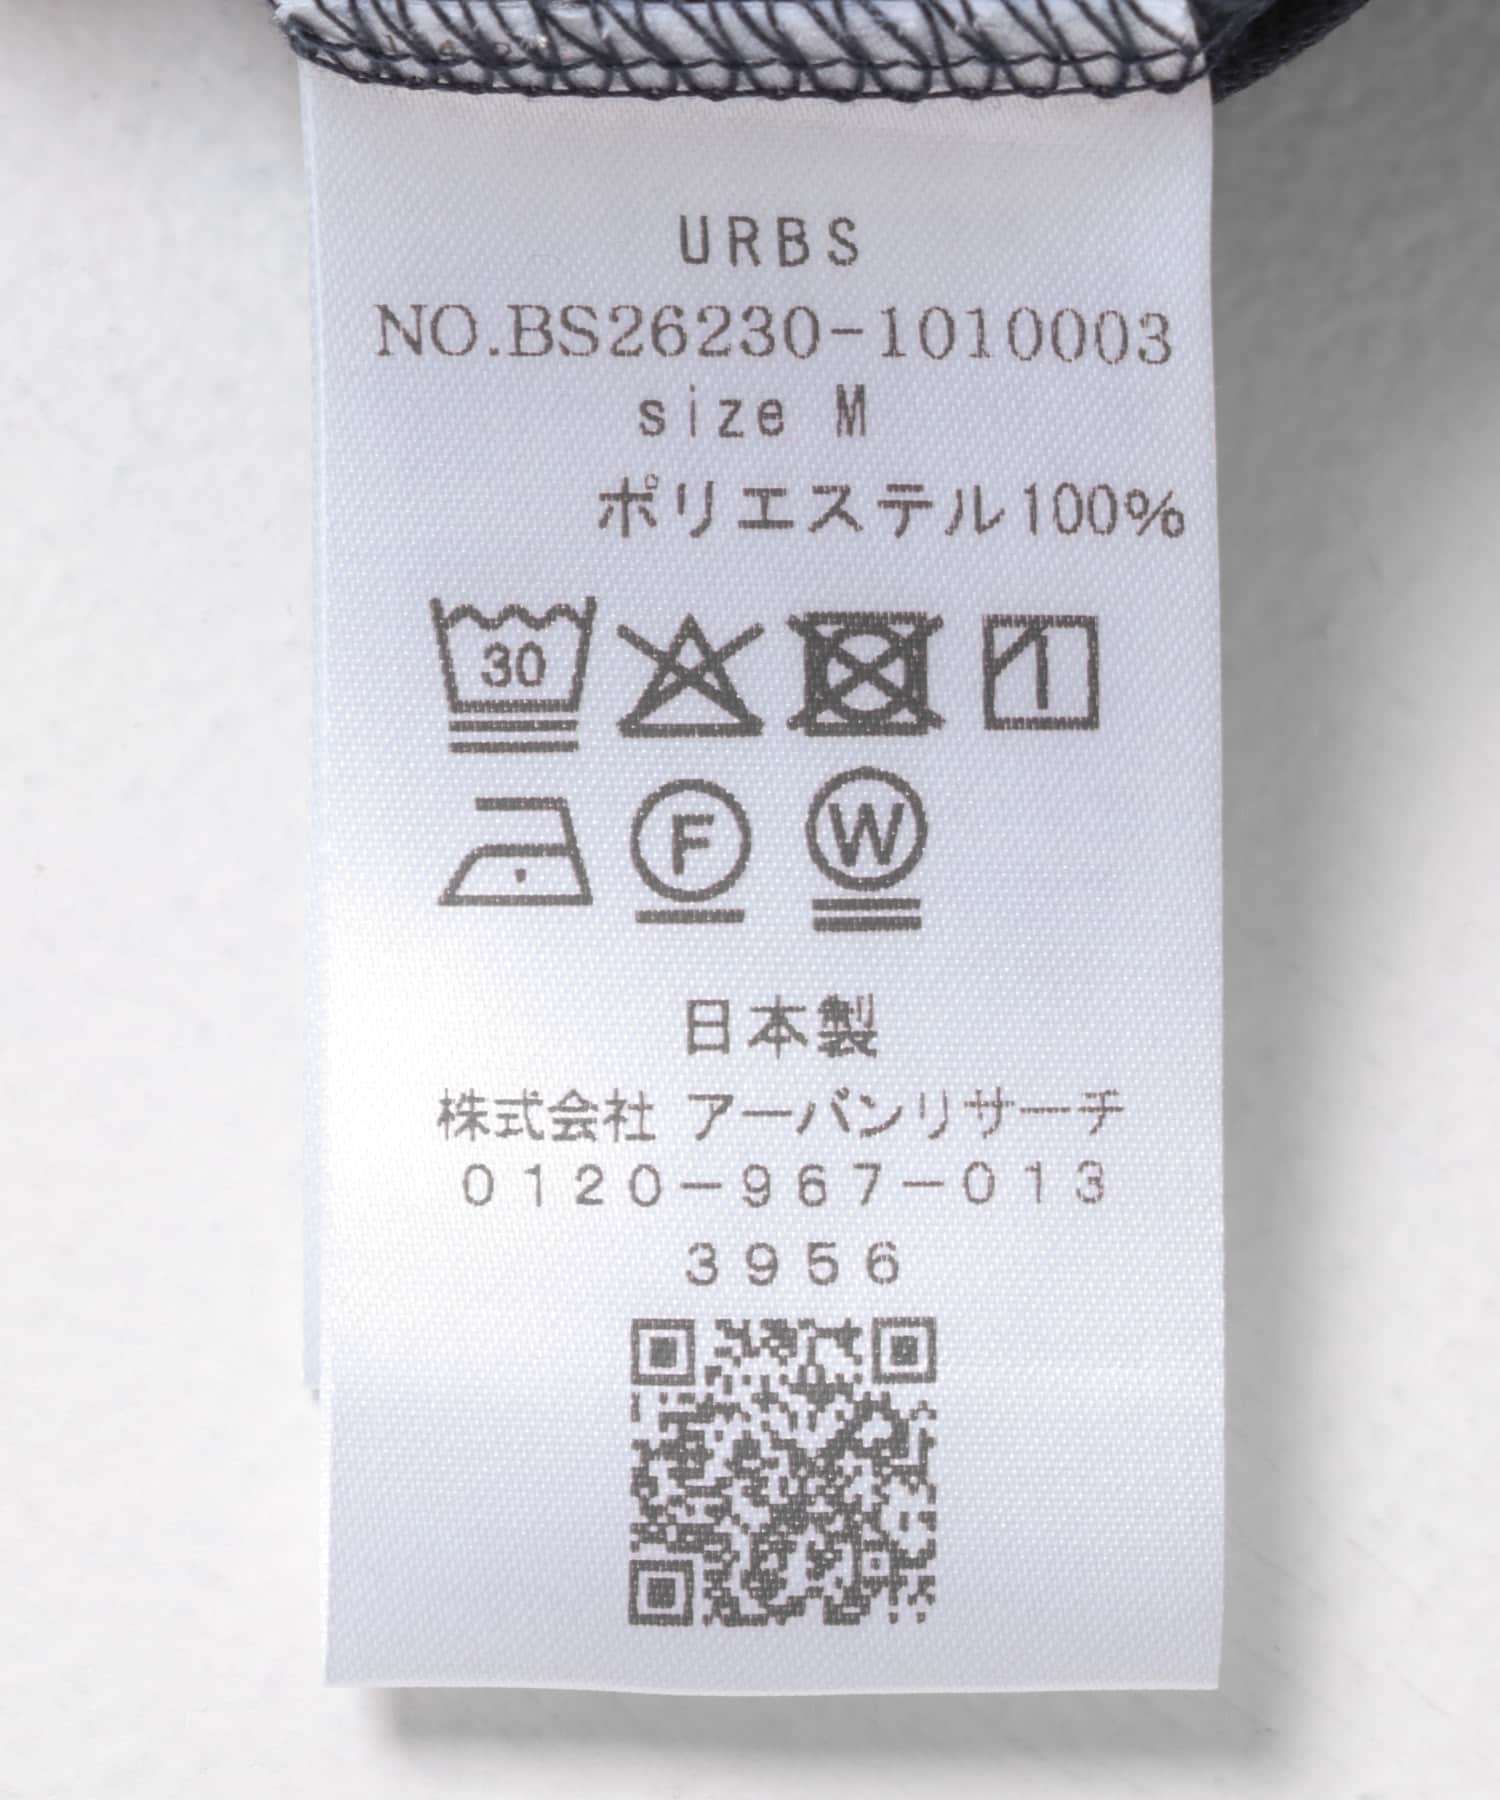 URBS
NO.BS26230-1010003
size M
ポリエステル100%
30
F W
日本製
株式会社 アーバンリサーチ
0120-967-013
3956